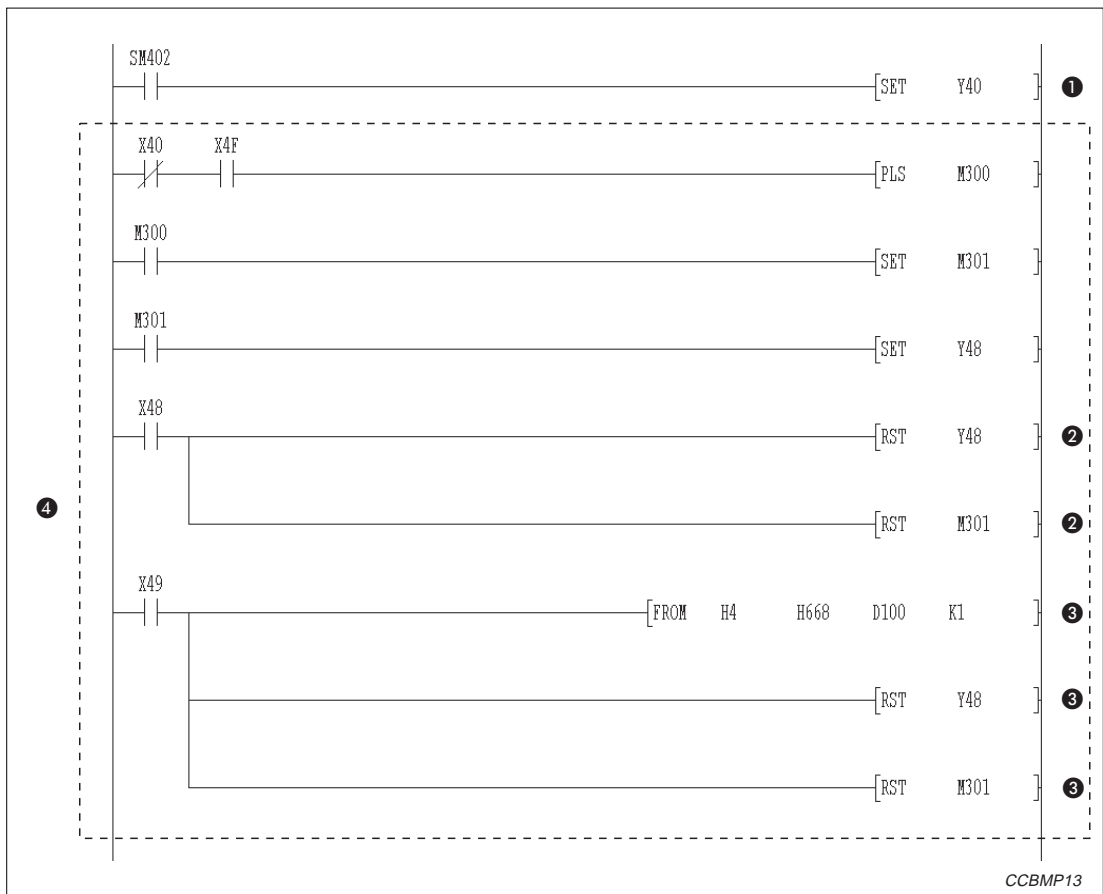 SM402
[SET Y40 ] ❶
X40 X4F
[PLS M300 ]
M300
[SET M301 ]
M301
[SET Y48 ]
X48
[RST Y48 ] ❷
❹
[RST M301 ] ❷
X49
[FROM H4 H668 D100 K1 ] ❸
[RST Y48 ] ❸
[RST M301 ] ❸
CCBMP13